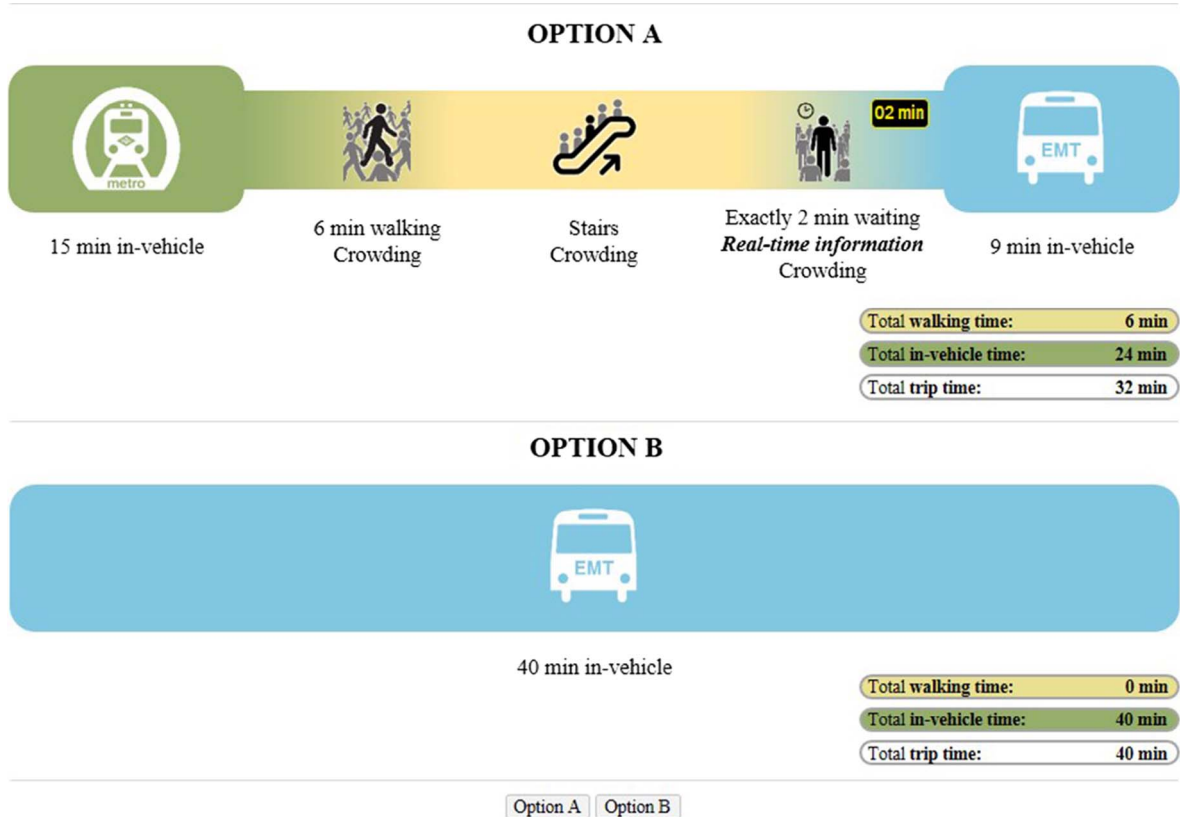 OPTION A
metro
02 min
EMT
15 min in-vehicle
6 min walking
Crowding
Stairs
Crowding
Exactly 2 min waiting
Real-time information
Crowding
9 min in-vehicle
Total walking time: 6 min
Total in-vehicle time: 24 min
Total trip time: 32 min
OPTION B
EMT
40 min in-vehicle
Total walking time: 0 min
Total in-vehicle time: 40 min
Total trip time: 40 min
Option A Option B